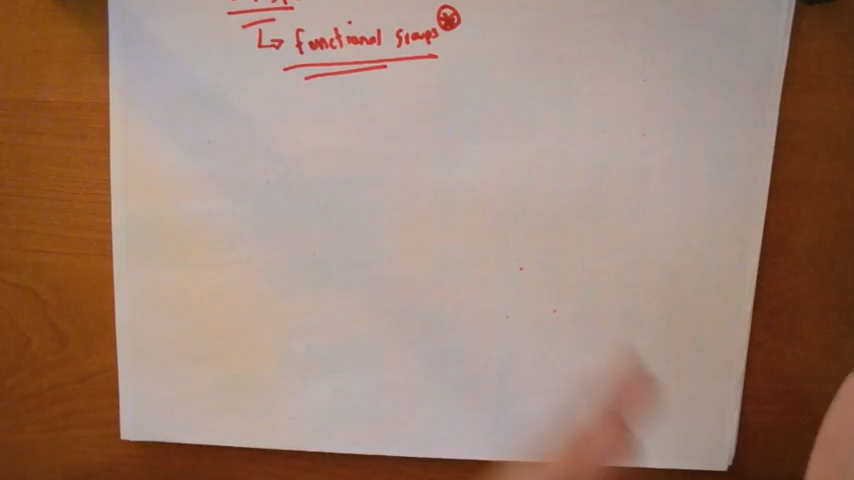 ↳ functional groups ⊛